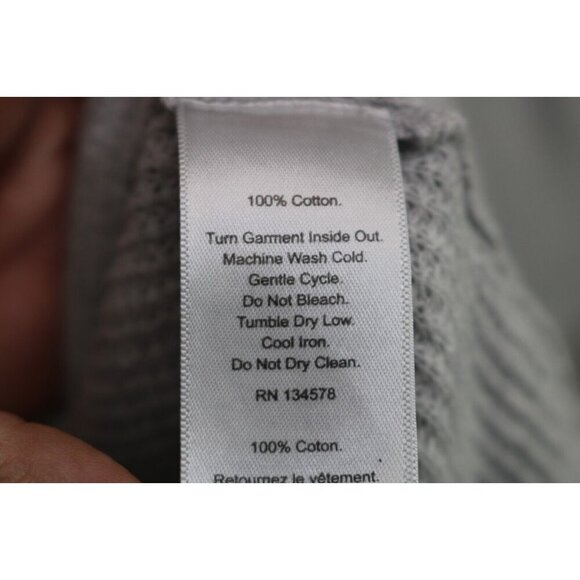 100% Cotton.
Turn Garment Inside Out.
Machine Wash Cold.
Gentle Cycle.
Do Not Bleach.
Tumble Dry Low.
Cool Iron.
Do Not Dry Clean.
RN 134578
100% Coton.
Retournez le vêtement.